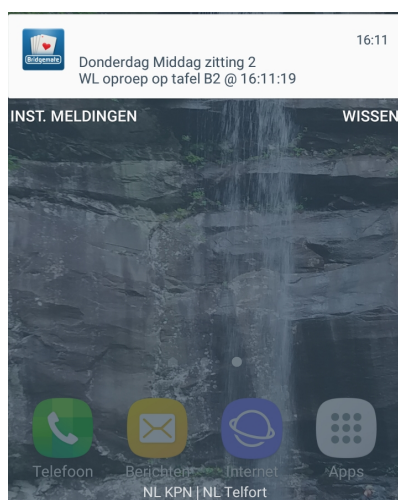 16:11
Bridgemate
Donderdag Middag zitting 2
WL oproep op tafel B2 @ 16:11:19
INST. MELDINGEN
WISSEN
Telefoon
Berichten
Internet
Apps
NL KPN | NL Telfort